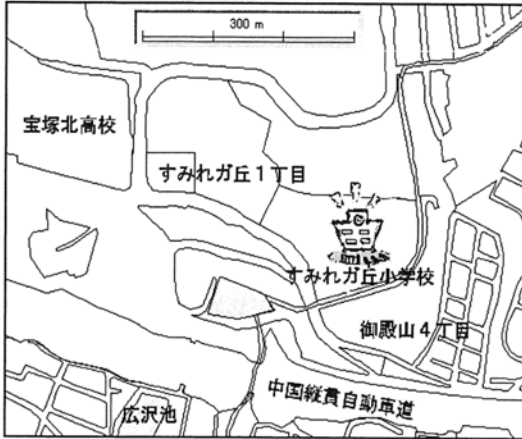 300 m
宝塚北高校
すみれガ丘1丁目
すみれガ丘小学校
御殿山4丁目
中国縦貫自動車道
広沢池